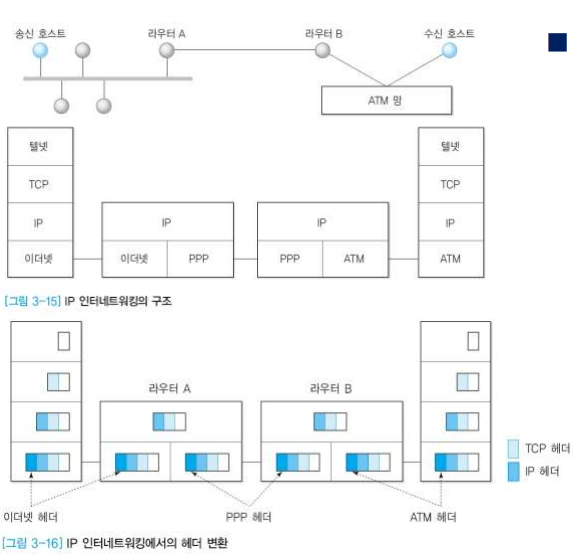 송신 호스트 라우터 A 라우터 B 수신 호스트
ATM 망
텔넷 텔넷
TCP TCP
IP IP IP IP
이더넷 이더넷 PPP PPP ATM ATM
[그림 3-15] IP 인터네트워킹의 구조
라우터 A 라우터 B
TCP 헤더
IP 헤더
이더넷 헤더 PPP 헤더 ATM 헤더
[그림 3-16] IP 인터네트워킹에서의 헤더 변환